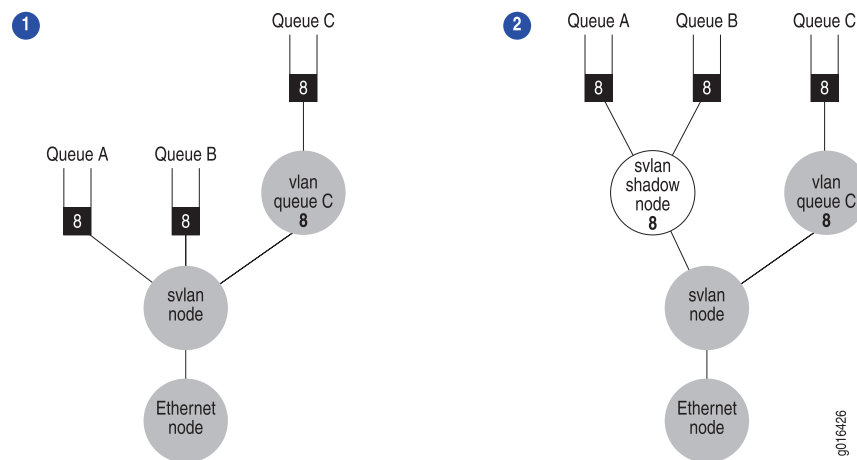 1
Queue C
8
Queue A
Queue B
vlan
queue C
8
8
8
svlan
node
Ethernet
node
2
Queue A
Queue B
Queue C
8
8
8
svlan
shadow
node
8
vlan
queue C
8
svlan
node
Ethernet
node
g016426